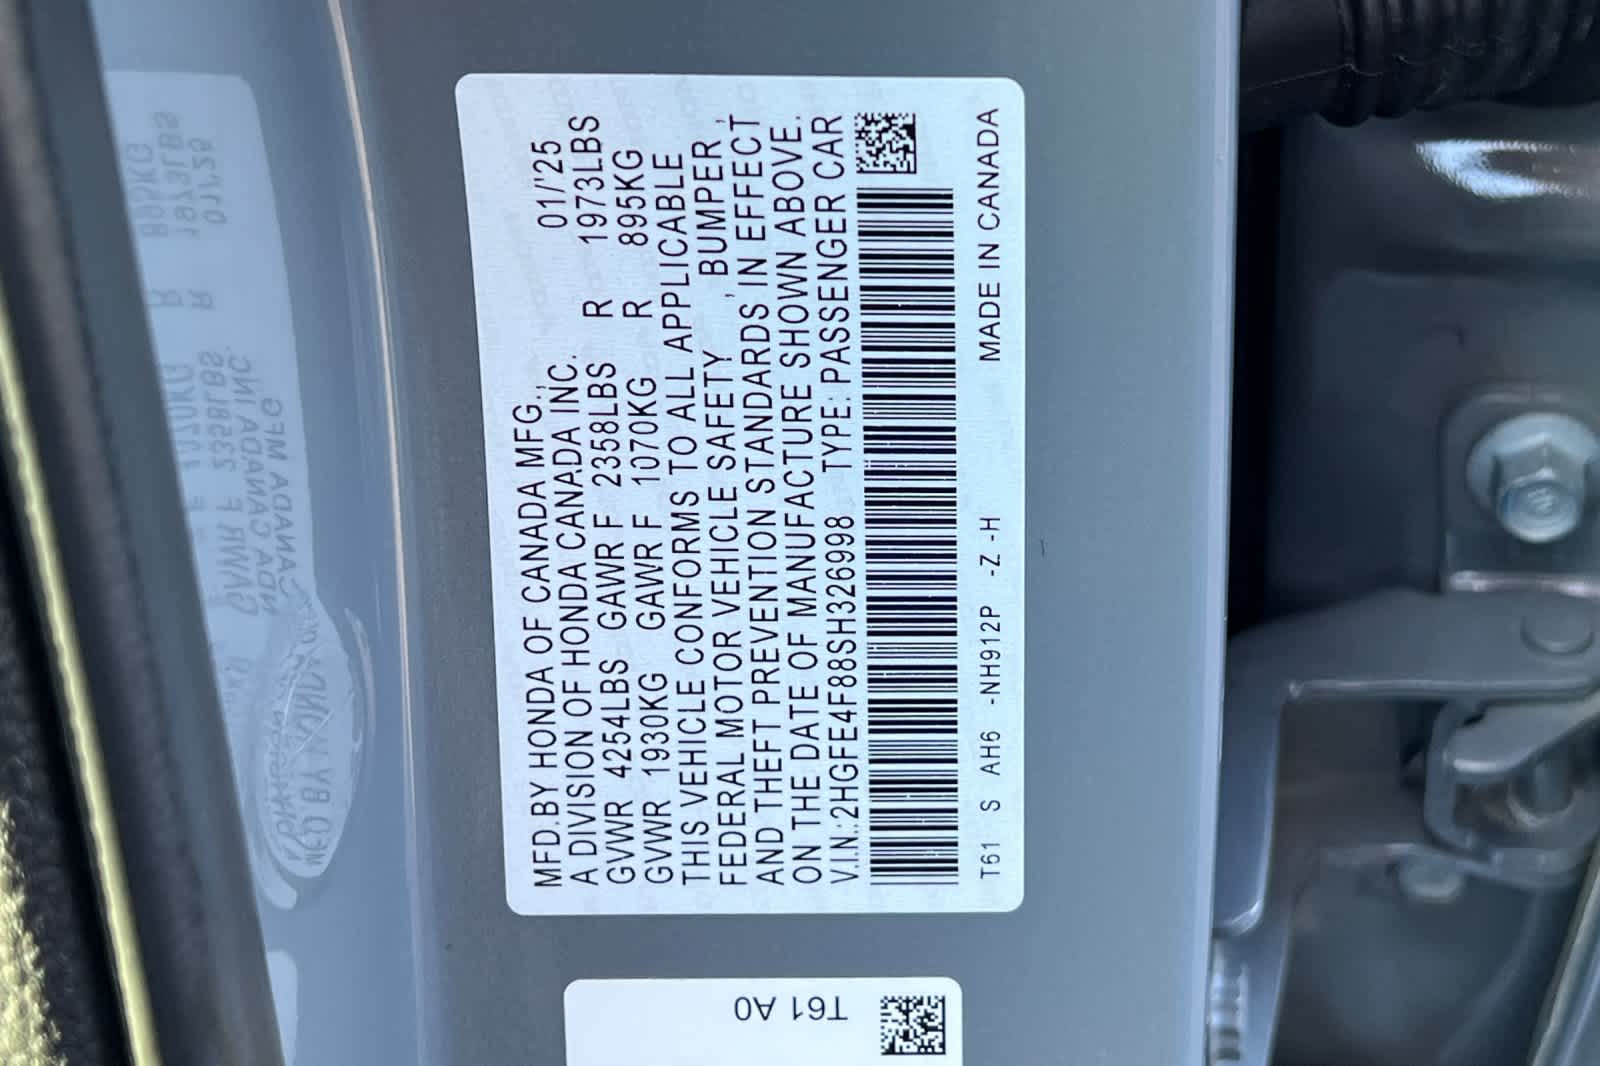 MFD. BY HONDA OF CANADA MFG.,
A DIVISION OF HONDA CANADA INC. 01/'25
GVWR 4254LBS GAWR F 2358LBS R 1973LBS
GVWR 1930KG GAWR F 1070KG R 895KG
THIS VEHICLE CONFORMS TO ALL APPLICABLE
FEDERAL MOTOR VEHICLE SAFETY , BUMPER,
AND THEFT PREVENTION STANDARDS IN EFFECT
ON THE DATE OF MANUFACTURE SHOWN ABOVE.
V.I.N.:2HGFE4F88SH326998 TYPE: PASSENGER CAR
T61 S AH6 -NH912P -Z -H MADE IN CANADA
T61 A0